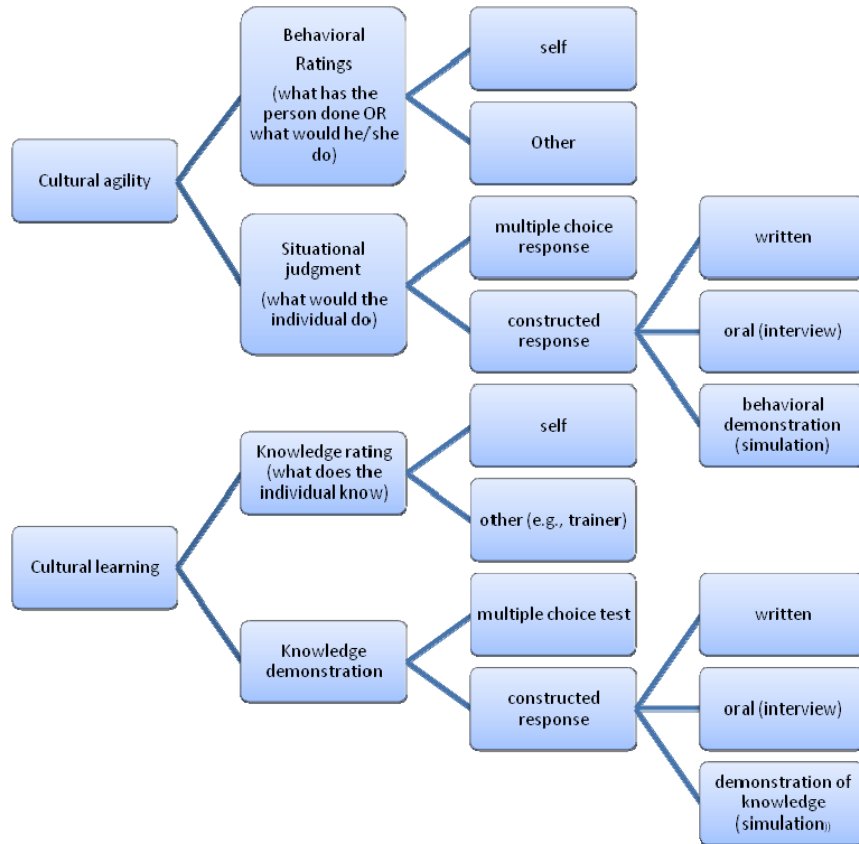 Cultural agility
Behavioral
Ratings
(what has the
person done OR
what would he/she
do)
self
Other
Situational
judgment
(what would the
individual do)
multiple choice
response
constructed
response
written
oral (interview)
behavioral
demonstration
(simulation)
Cultural learning
Knowledge rating
(what does the
individual know)
self
other (e.g., trainer)
Knowledge
demonstration
multiple choice test
constructed
response
written
oral (interview)
demonstration of
knowledge
(simulation))